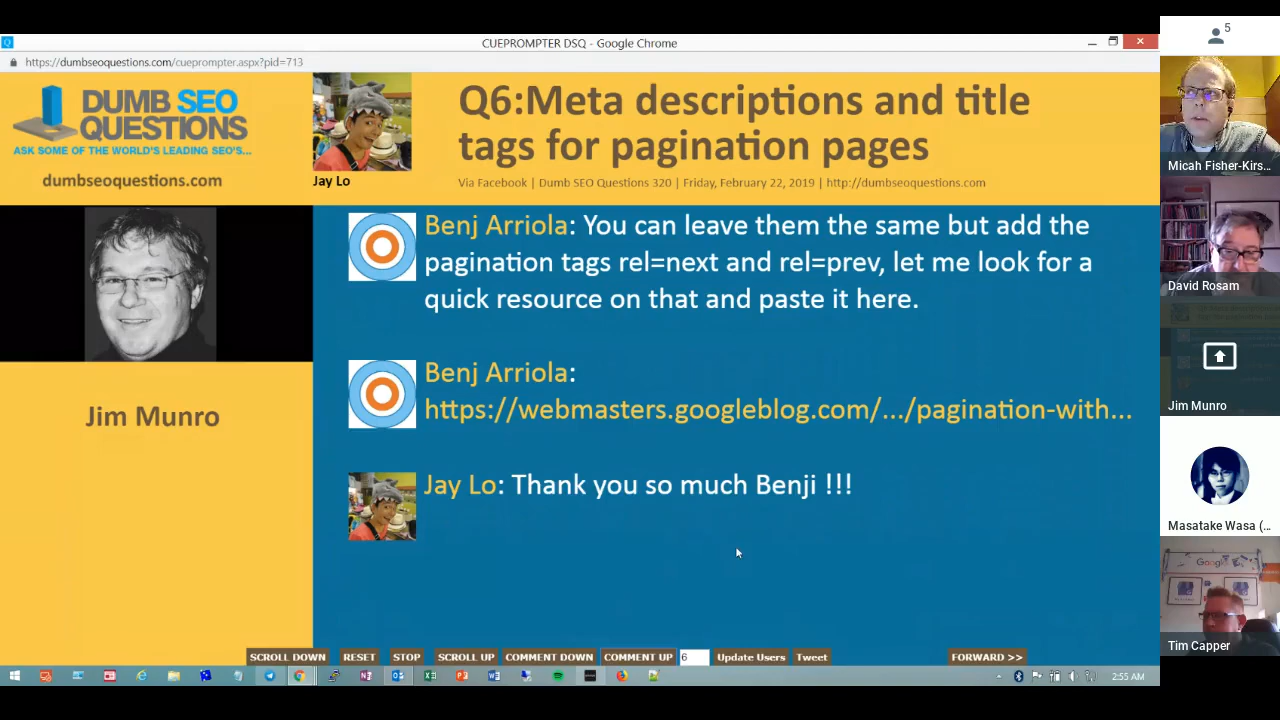 CUEPROMPTER DSQ - Google Chrome
https://dumbseoquestions.com/cueprompter.aspx?pid=713
DUMB SEO
QUESTIONS
ASK SOME OF THE WORLD'S LEADING SEO'S...
dumbseoquestions.com
Jay Lo
Q6:Meta descriptions and title
tags for pagination pages
Via Facebook | Dumb SEO Questions 320 | Friday, February 22, 2019 | http://dumbseoquestions.com
Jim Munro
Benj Arriola: You can leave them the same but add the
pagination tags rel=next and rel=prev, let me look for a
quick resource on that and paste it here.
Benj Arriola:
https://webmasters.googleblog.com/.../pagination-with...
Jay Lo: Thank you so much Benji !!!
SCROLL DOWN
RESET
STOP
SCROLL UP
COMMENT DOWN
COMMENT UP
6
Update Users
Tweet
FORWARD >>
2:55 AM
5
Micah Fisher-Kirs...
David Rosam
Jim Munro
Masatake Wasa (...
Google
Tim Capper